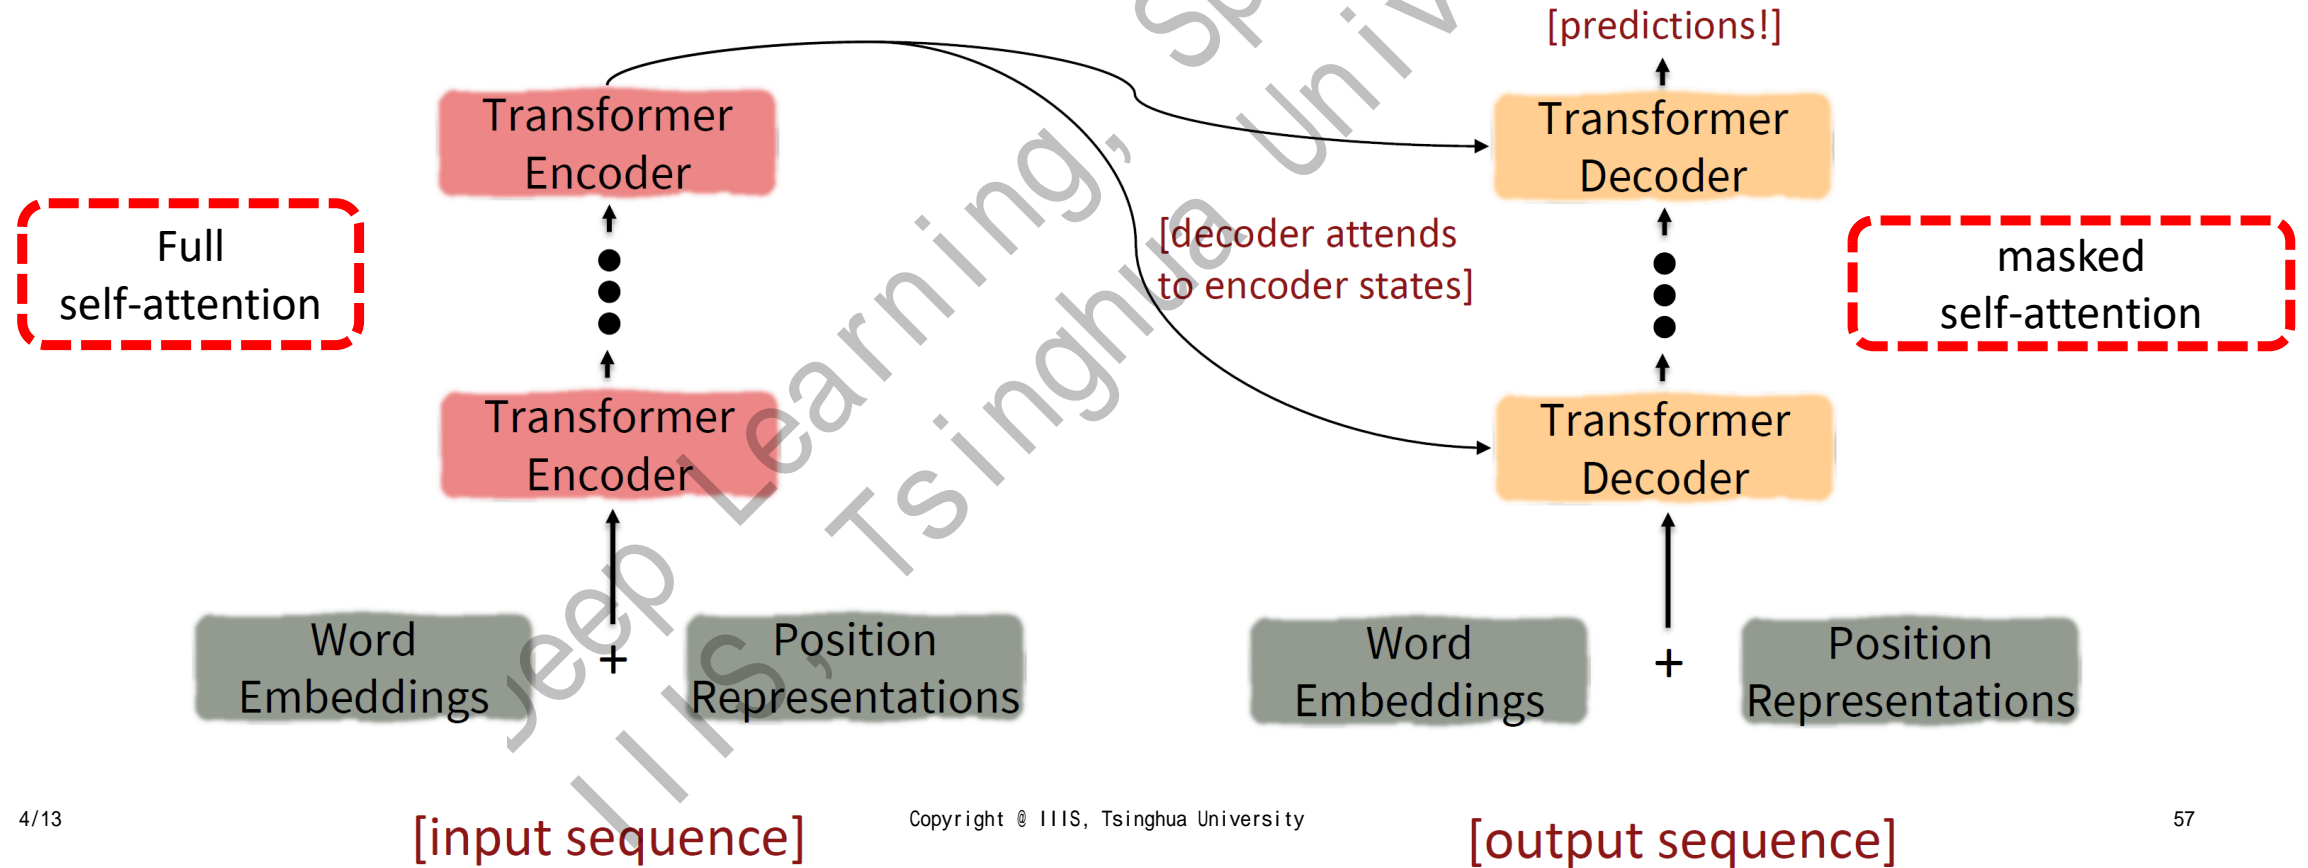 [predictions!]
Transformer
Encoder
Transformer
Decoder
Full
self-attention
[decoder attends
to encoder states]
masked
self-attention
Transformer
Encoder
Transformer
Decoder
Word
Embeddings
+
Position
Representations
Word
Embeddings
+
Position
Representations
4/13
[input sequence]
Copyright @ IIIS, Tsinghua University
[output sequence]
57
Deep Learning, Sp
IIIS, Tsinghua Univ